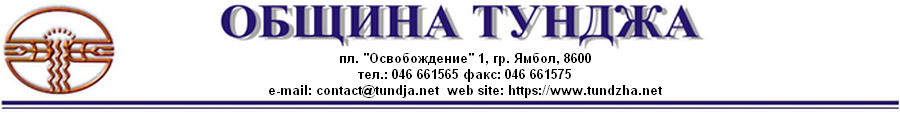 ОБЩИНА ТУНДЖА
пл. "Освобождение" 1, гр. Ямбол, 8600
тел.: 046 661565 факс: 046 661575
e-mail: contact@tundja.net web site: https://www.tundzha.net